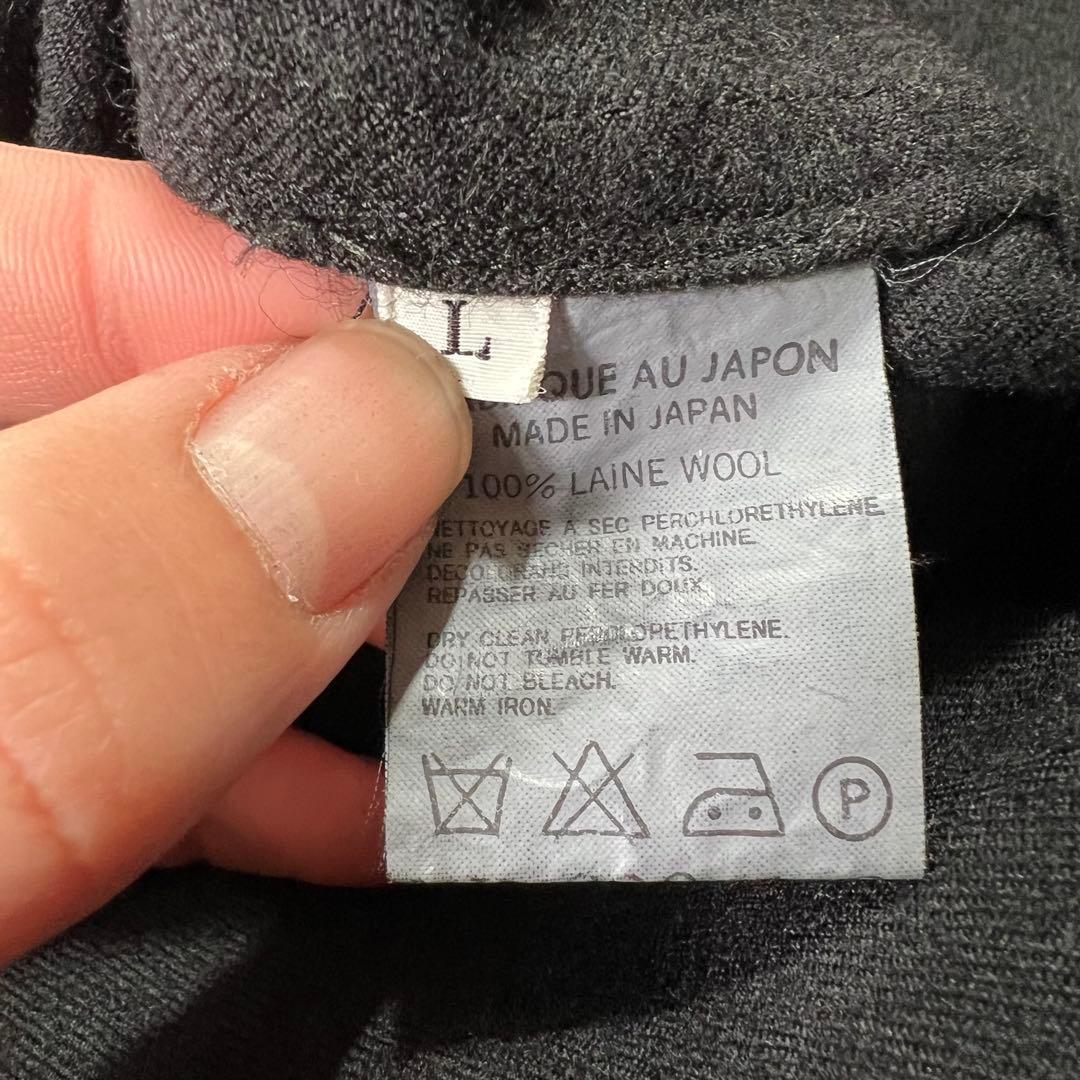 L
AU JAPON
MADE IN JAPAN
100% LAINE WOOL
NETTOYAGE A SEC PERCHLORETHYLENE.
NE PAS SECHER EN MACHINE.
DECOLORANS INTERDITS.
REPASSER AU FER DOUX.
DRY CLEAN PERCHLORETHYLENE.
DO NOT TUMBLE WARM.
DO NOT BLEACH.
WARM IRON.
P